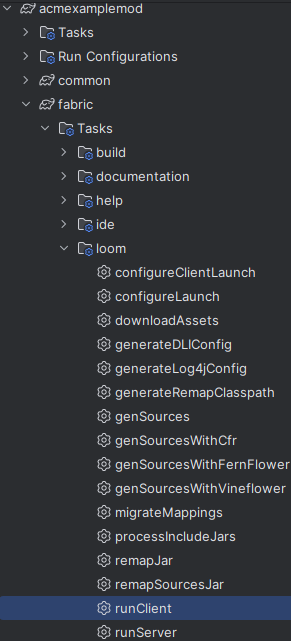 acmexamplemod
Tasks
Run Configurations
common
fabric
Tasks
build
documentation
help
ide
loom
configureClientLaunch
configureLaunch
downloadAssets
generateDLIConfig
generateLog4jConfig
generateRemapClasspath
genSources
genSourcesWithCfr
genSourcesWithFernFlower
genSourcesWithVineflower
migrateMappings
processIncludeJars
remapJar
remapSourcesJar
runClient
runServer